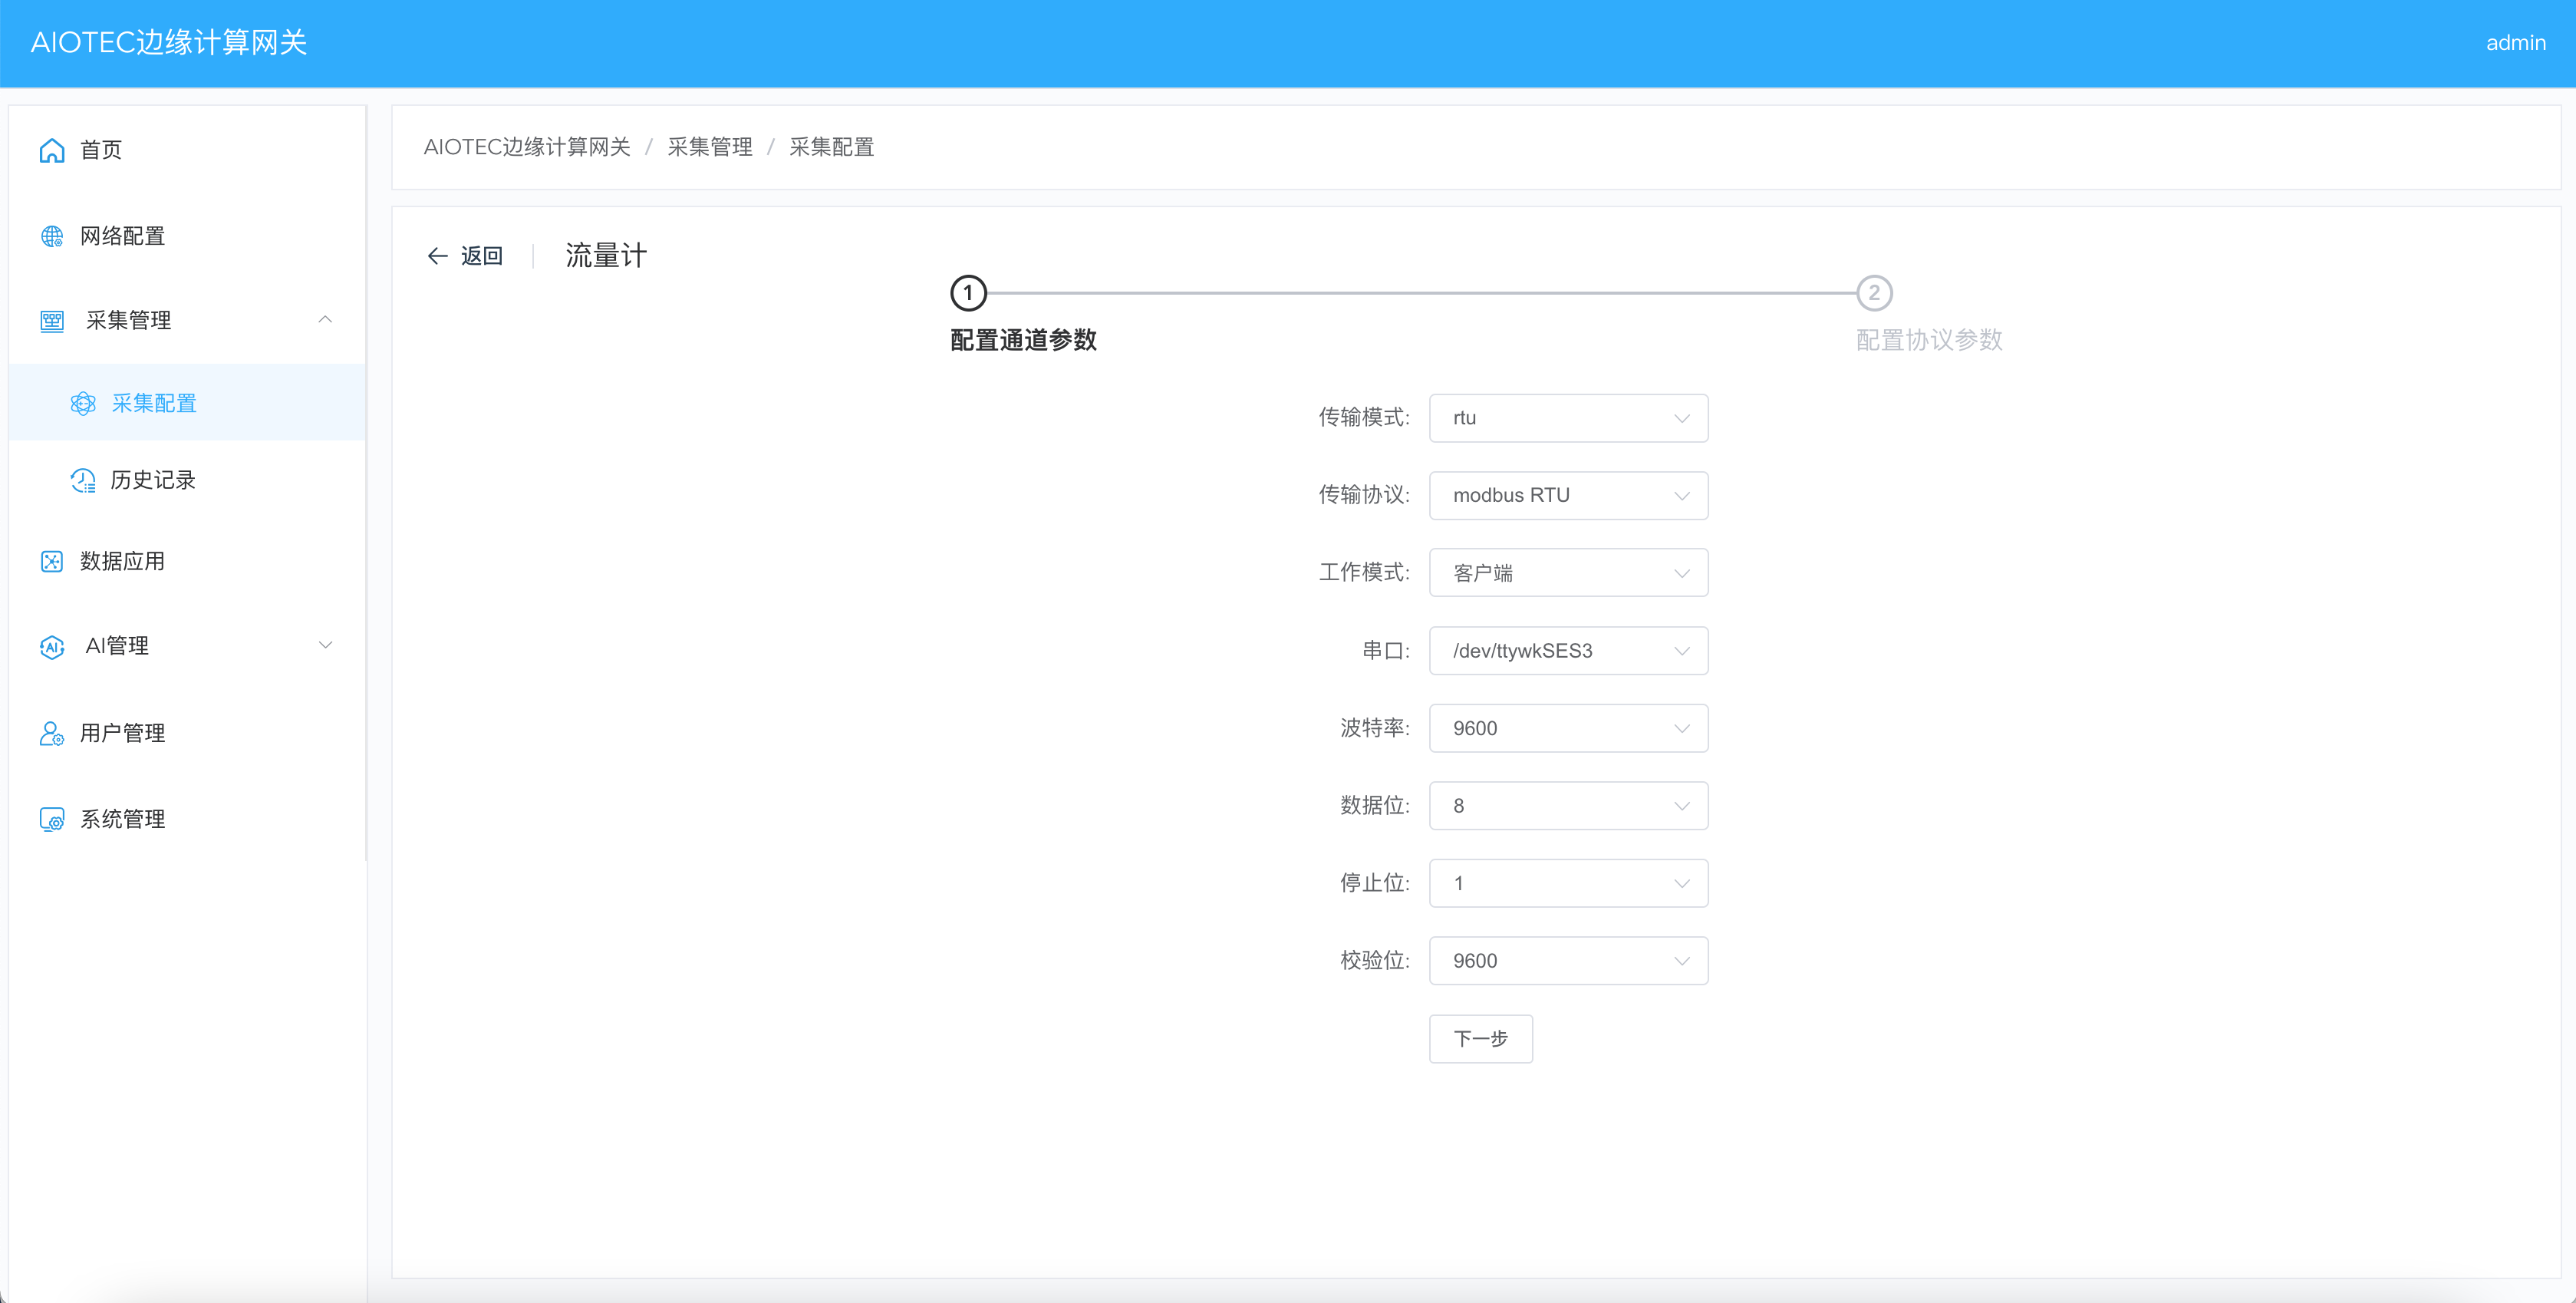 AIOTEC边缘计算网关
admin
首页
网络配置
采集管理
采集配置
历史记录
数据应用
AI管理
用户管理
系统管理
AIOTEC边缘计算网关 / 采集管理 / 采集配置
返回 流量计
1 2
配置通道参数 配置协议参数
传输模式: rtu
传输协议: modbus RTU
工作模式: 客户端
串口: /dev/ttywkSES3
波特率: 9600
数据位: 8
停止位: 1
校验位: 9600
下一步